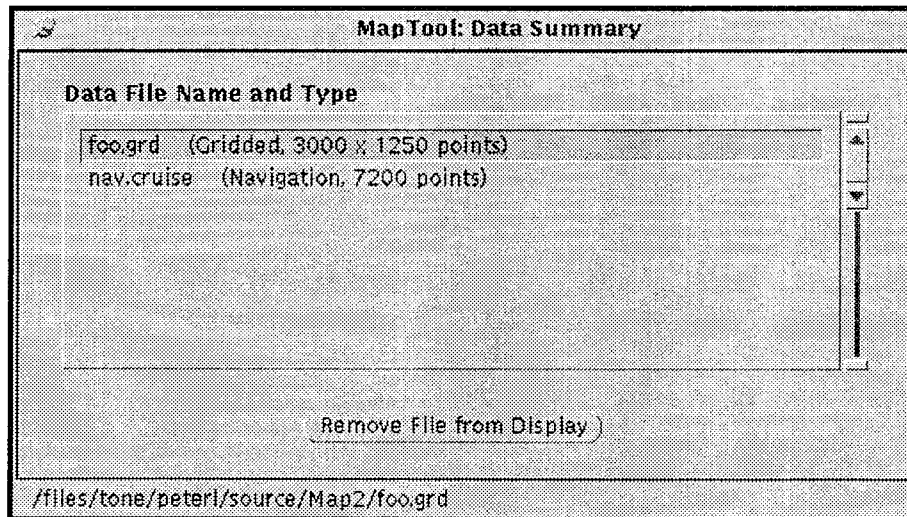 MapTool: Data Summary
Data File Name and Type
foo.grd (Gridded, 3000 x 1250 points)
nav.cruise (Navigation, 7200 points)
Remove File from Display
/files/tone/peterl/source/Map2/foo.grd